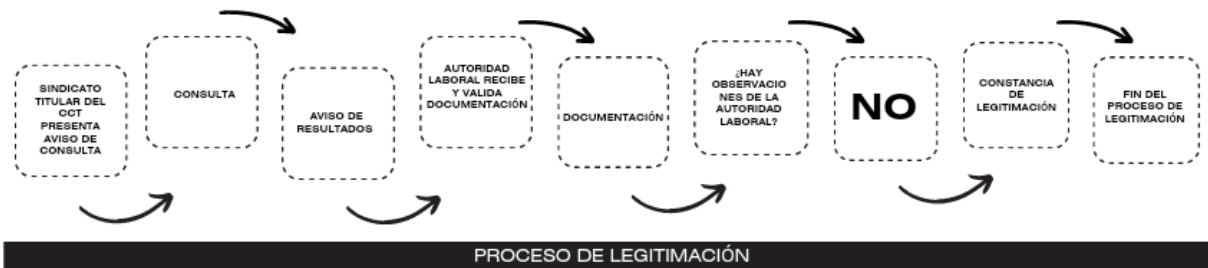 SINDICATO
TITULAR DEL
CCT
PRESENTA
AVISO DE
CONSULTA
CONSULTA
AVISO DE
RESULTADOS
AUTORIDAD
LABORAL RECIBE
Y VALIDA
DOCUMENTACIÓN
DOCUMENTACIÓN
¿HAY
OBSERVACIO
NES DE LA
AUTORIDAD
LABORAL?
NO
CONSTANCIA
DE
LEGITIMACIÓN
FIN DEL
PROCESO DE
LEGITIMACIÓN
PROCESO DE LEGITIMACIÓN